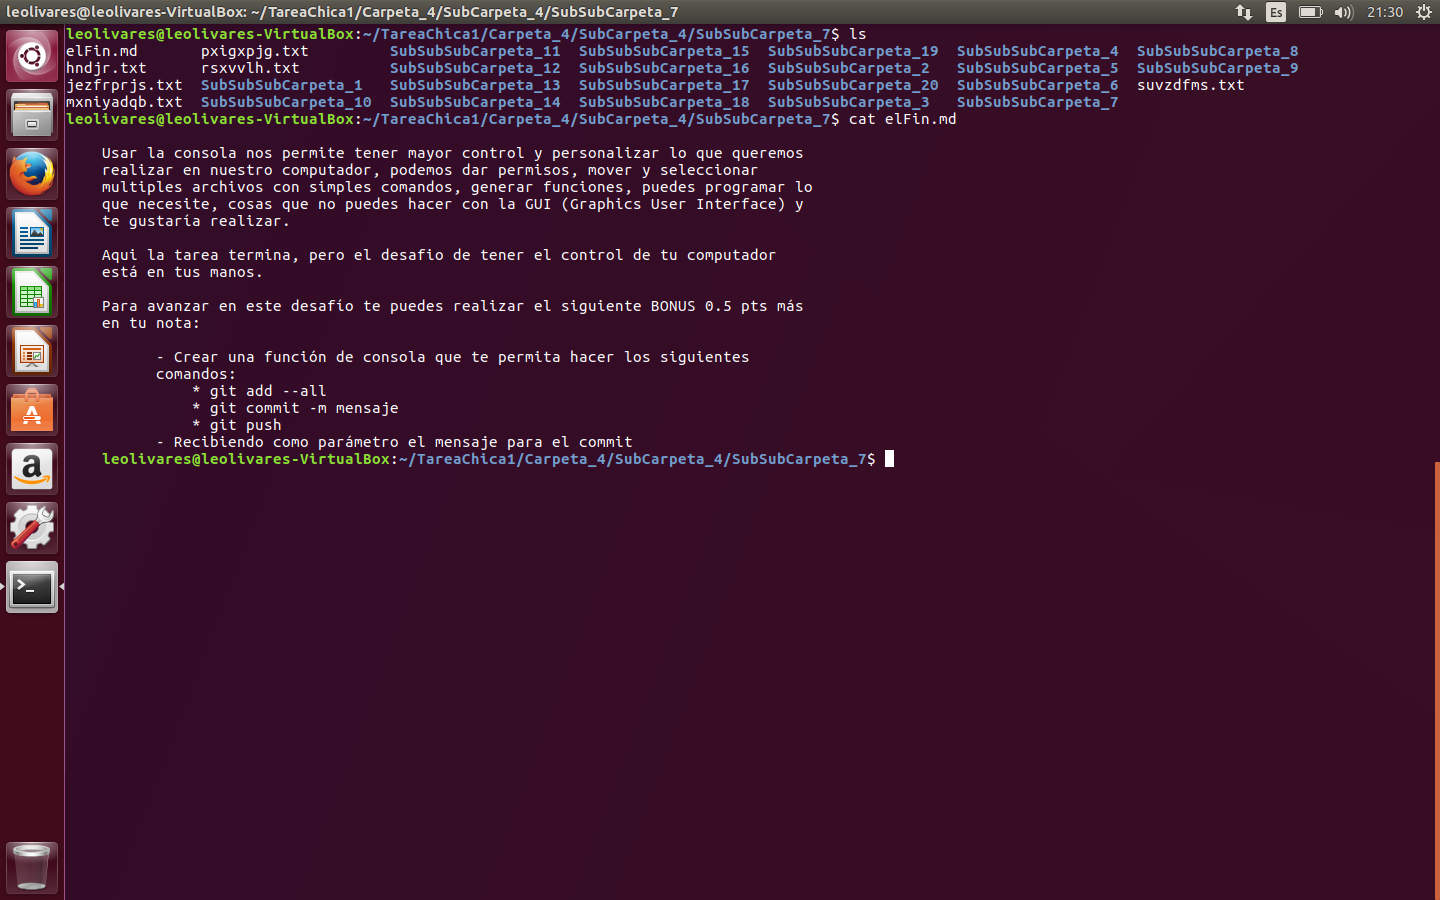 leolivares@leolivares-VirtualBox: ~/TareaChica1/Carpeta_4/SubCarpeta_4/SubSubCarpeta_7
Es
21:30
leolivares@leolivares-VirtualBox:~/TareaChica1/Carpeta_4/SubCarpeta_4/SubSubCarpeta_7$ ls
elFin.md pxigxpjg.txt SubSubSubCarpeta_11 SubSubSubCarpeta_15 SubSubSubCarpeta_19 SubSubSubCarpeta_4 SubSubSubCarpeta_8
hndjr.txt rsxvvlh.txt SubSubSubCarpeta_12 SubSubSubCarpeta_16 SubSubSubCarpeta_2 SubSubSubCarpeta_5 SubSubSubCarpeta_9
jezfrprjs.txt SubSubSubCarpeta_1 SubSubSubCarpeta_13 SubSubSubCarpeta_17 SubSubSubCarpeta_20 SubSubSubCarpeta_6 suvzdfms.txt
mxniyadqb.txt SubSubSubCarpeta_10 SubSubSubCarpeta_14 SubSubSubCarpeta_18 SubSubSubCarpeta_3 SubSubSubCarpeta_7
leolivares@leolivares-VirtualBox:~/TareaChica1/Carpeta_4/SubCarpeta_4/SubSubCarpeta_7$ cat elFin.md
Usar la consola nos permite tener mayor control y personalizar lo que queremos
realizar en nuestro computador, podemos dar permisos, mover y seleccionar
multiples archivos con simples comandos, generar funciones, puedes programar lo
que necesite, cosas que no puedes hacer con la GUI (Graphics User Interface) y
te gustaría realizar.
Aqui la tarea termina, pero el desafio de tener el control de tu computador
está en tus manos.
Para avanzar en este desafío te puedes realizar el siguiente BONUS 0.5 pts más
en tu nota:
- Crear una función de consola que te permita hacer los siguientes
comandos:
* git add --all
* git commit -m mensaje
* git push
- Recibiendo como parámetro el mensaje para el commit
leolivares@leolivares-VirtualBox:~/TareaChica1/Carpeta_4/SubCarpeta_4/SubSubCarpeta_7$